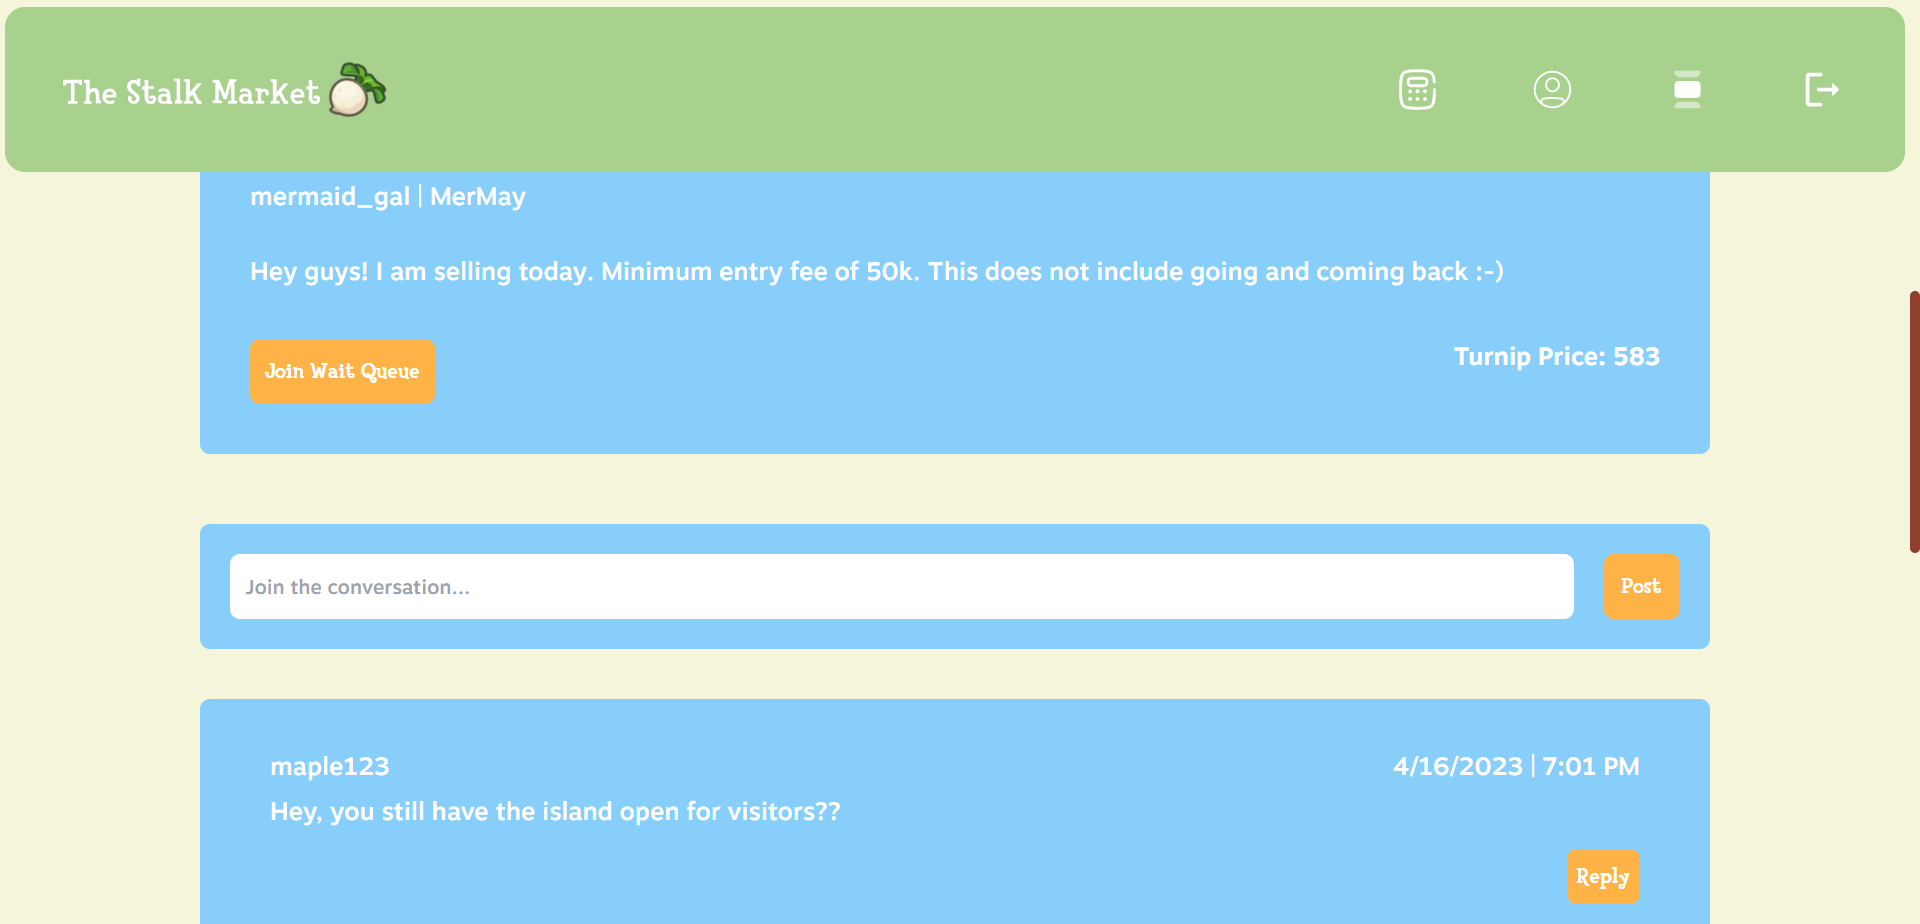 The Stalk Market
mermaid_gal | MerMay
Hey guys! I am selling today. Minimum entry fee of 50k. This does not include going and coming back :-)
Join Wait Queue
Turnip Price: 583
Join the conversation...
Post
maple123
4/16/2023 | 7:01 PM
Hey, you still have the island open for visitors??
Reply